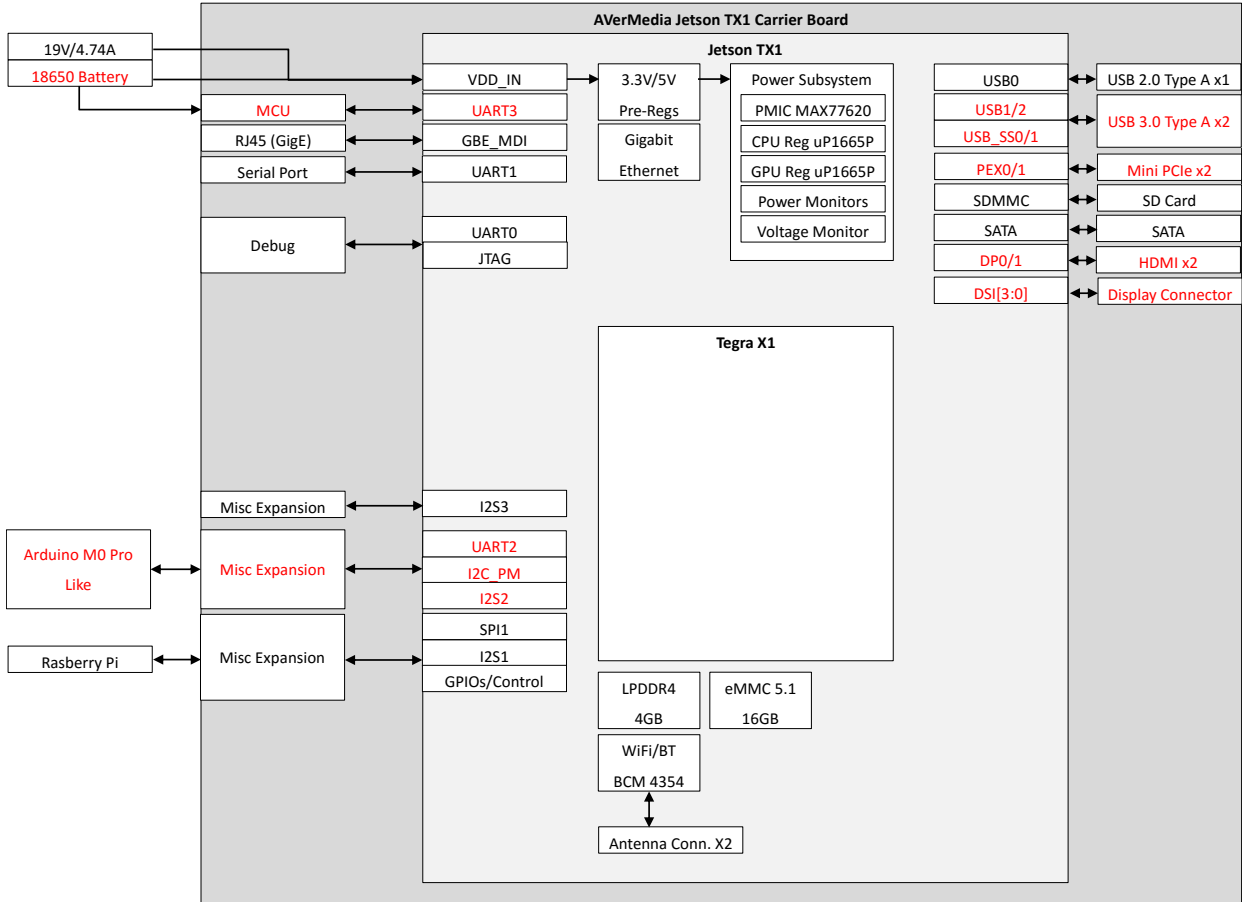 AVerMedia Jetson TX1 Carrier Board
19V/4.74A
18650 Battery
Jetson TX1
VDD_IN
3.3V/5V
Pre-Regs
Power Subsystem
PMIC MAX77620
CPU Reg uP1665P
GPU Reg uP1665P
Power Monitors
Voltage Monitor
MCU
UART3
RJ45 (GigE)
GBE_MDI
Gigabit
Ethernet
Serial Port
UART1
Debug
UART0
JTAG
USB0
USB 2.0 Type A x1
USB1/2
USB_SS0/1
USB 3.0 Type A x2
PEX0/1
Mini PCIe x2
SDMMC
SD Card
SATA
SATA
DP0/1
HDMI x2
DSI[3:0]
Display Connector
Tegra X1
Misc Expansion
I2S3
Arduino M0 Pro
Like
Misc Expansion
UART2
I2C_PM
I2S2
Rasberry Pi
Misc Expansion
SPI1
I2S1
GPIOs/Control
LPDDR4
4GB
eMMC 5.1
16GB
WiFi/BT
BCM 4354
Antenna Conn. X2